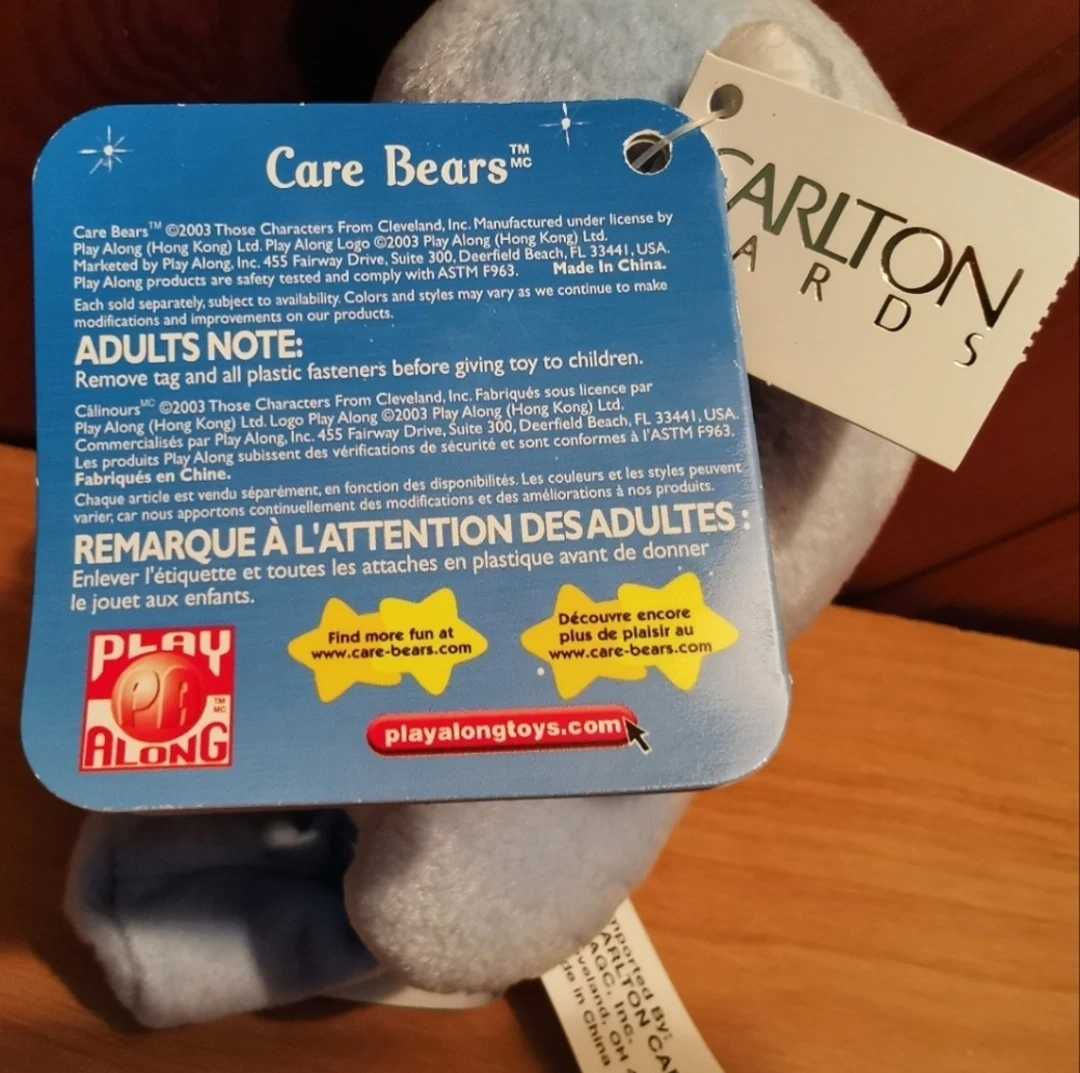 Care Bears™ MC
Care Bears™ ©2003 Those Characters From Cleveland, Inc. Manufactured under license by
Play Along (Hong Kong) Ltd. Play Along Logo ©2003 Play Along (Hong Kong) Ltd.
Marketed by Play Along, Inc. 455 Fairway Drive, Suite 300, Deerfield Beach, FL 33441, USA.
Play Along products are safety tested and comply with ASTM F963. Made In China.
Each sold separately, subject to availability. Colors and styles may vary as we continue to make
modifications and improvements on our products.
ADULTS NOTE:
Remove tag and all plastic fasteners before giving toy to children.
Câlinours MC ©2003 Those Characters From Cleveland, Inc. Fabriqués sous licence par
Play Along (Hong Kong) Ltd. Logo Play Along ©2003 Play Along (Hong Kong) Ltd.
Commercialisés par Play Along, Inc. 455 Fairway Drive, Suite 300, Deerfield Beach, FL 33441, USA.
Les produits Play Along subissent des vérifications de sécurité et sont conformes à l'ASTM F963.
Fabriqués en Chine.
Chaque article est vendu séparément, en fonction des disponibilités. Les couleurs et les styles peuvent
varier, car nous apportons continuellement des modifications et des améliorations à nos produits.
REMARQUE À L'ATTENTION DES ADULTES :
Enlever l'étiquette et toutes les attaches en plastique avant de donner
le jouet aux enfants.
PLAY
PA
ALONG
TM
MC
Find more fun at
www.care-bears.com
Découvre encore
plus de plaisir au
www.care-bears.com
playalongtoys.com
CARLTON
ARDS
By:
AGC, Inc.
OH
in China